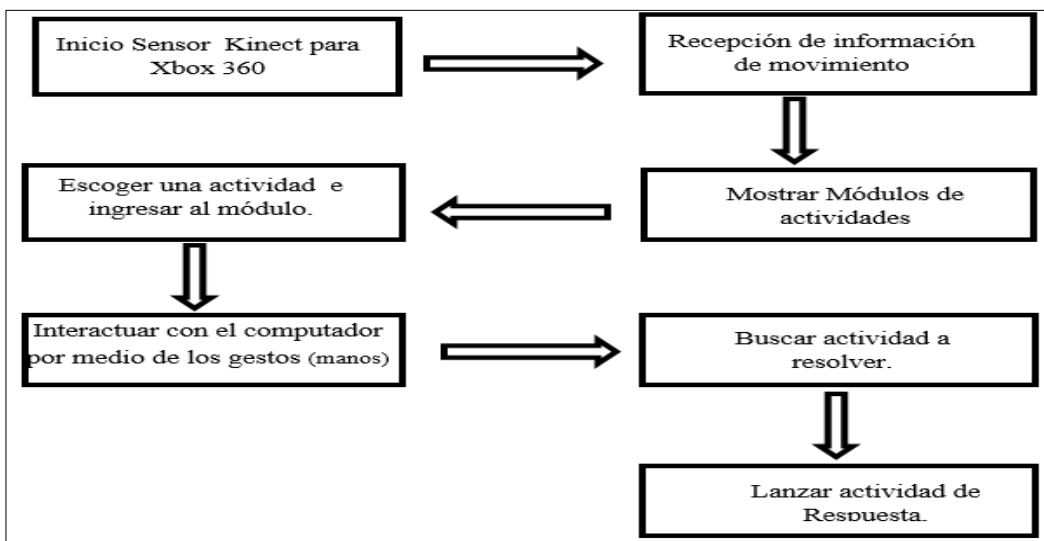 Inicio Sensor Kinect para
Xbox 360
Recepción de información
de movimiento
Mostrar Módulos de
actividades
Escoger una actividad e
ingresar al módulo.
Interactuar con el computador
por medio de los gestos (manos)
Buscar actividad a
resolver.
Lanzar actividad de
Respuesta.